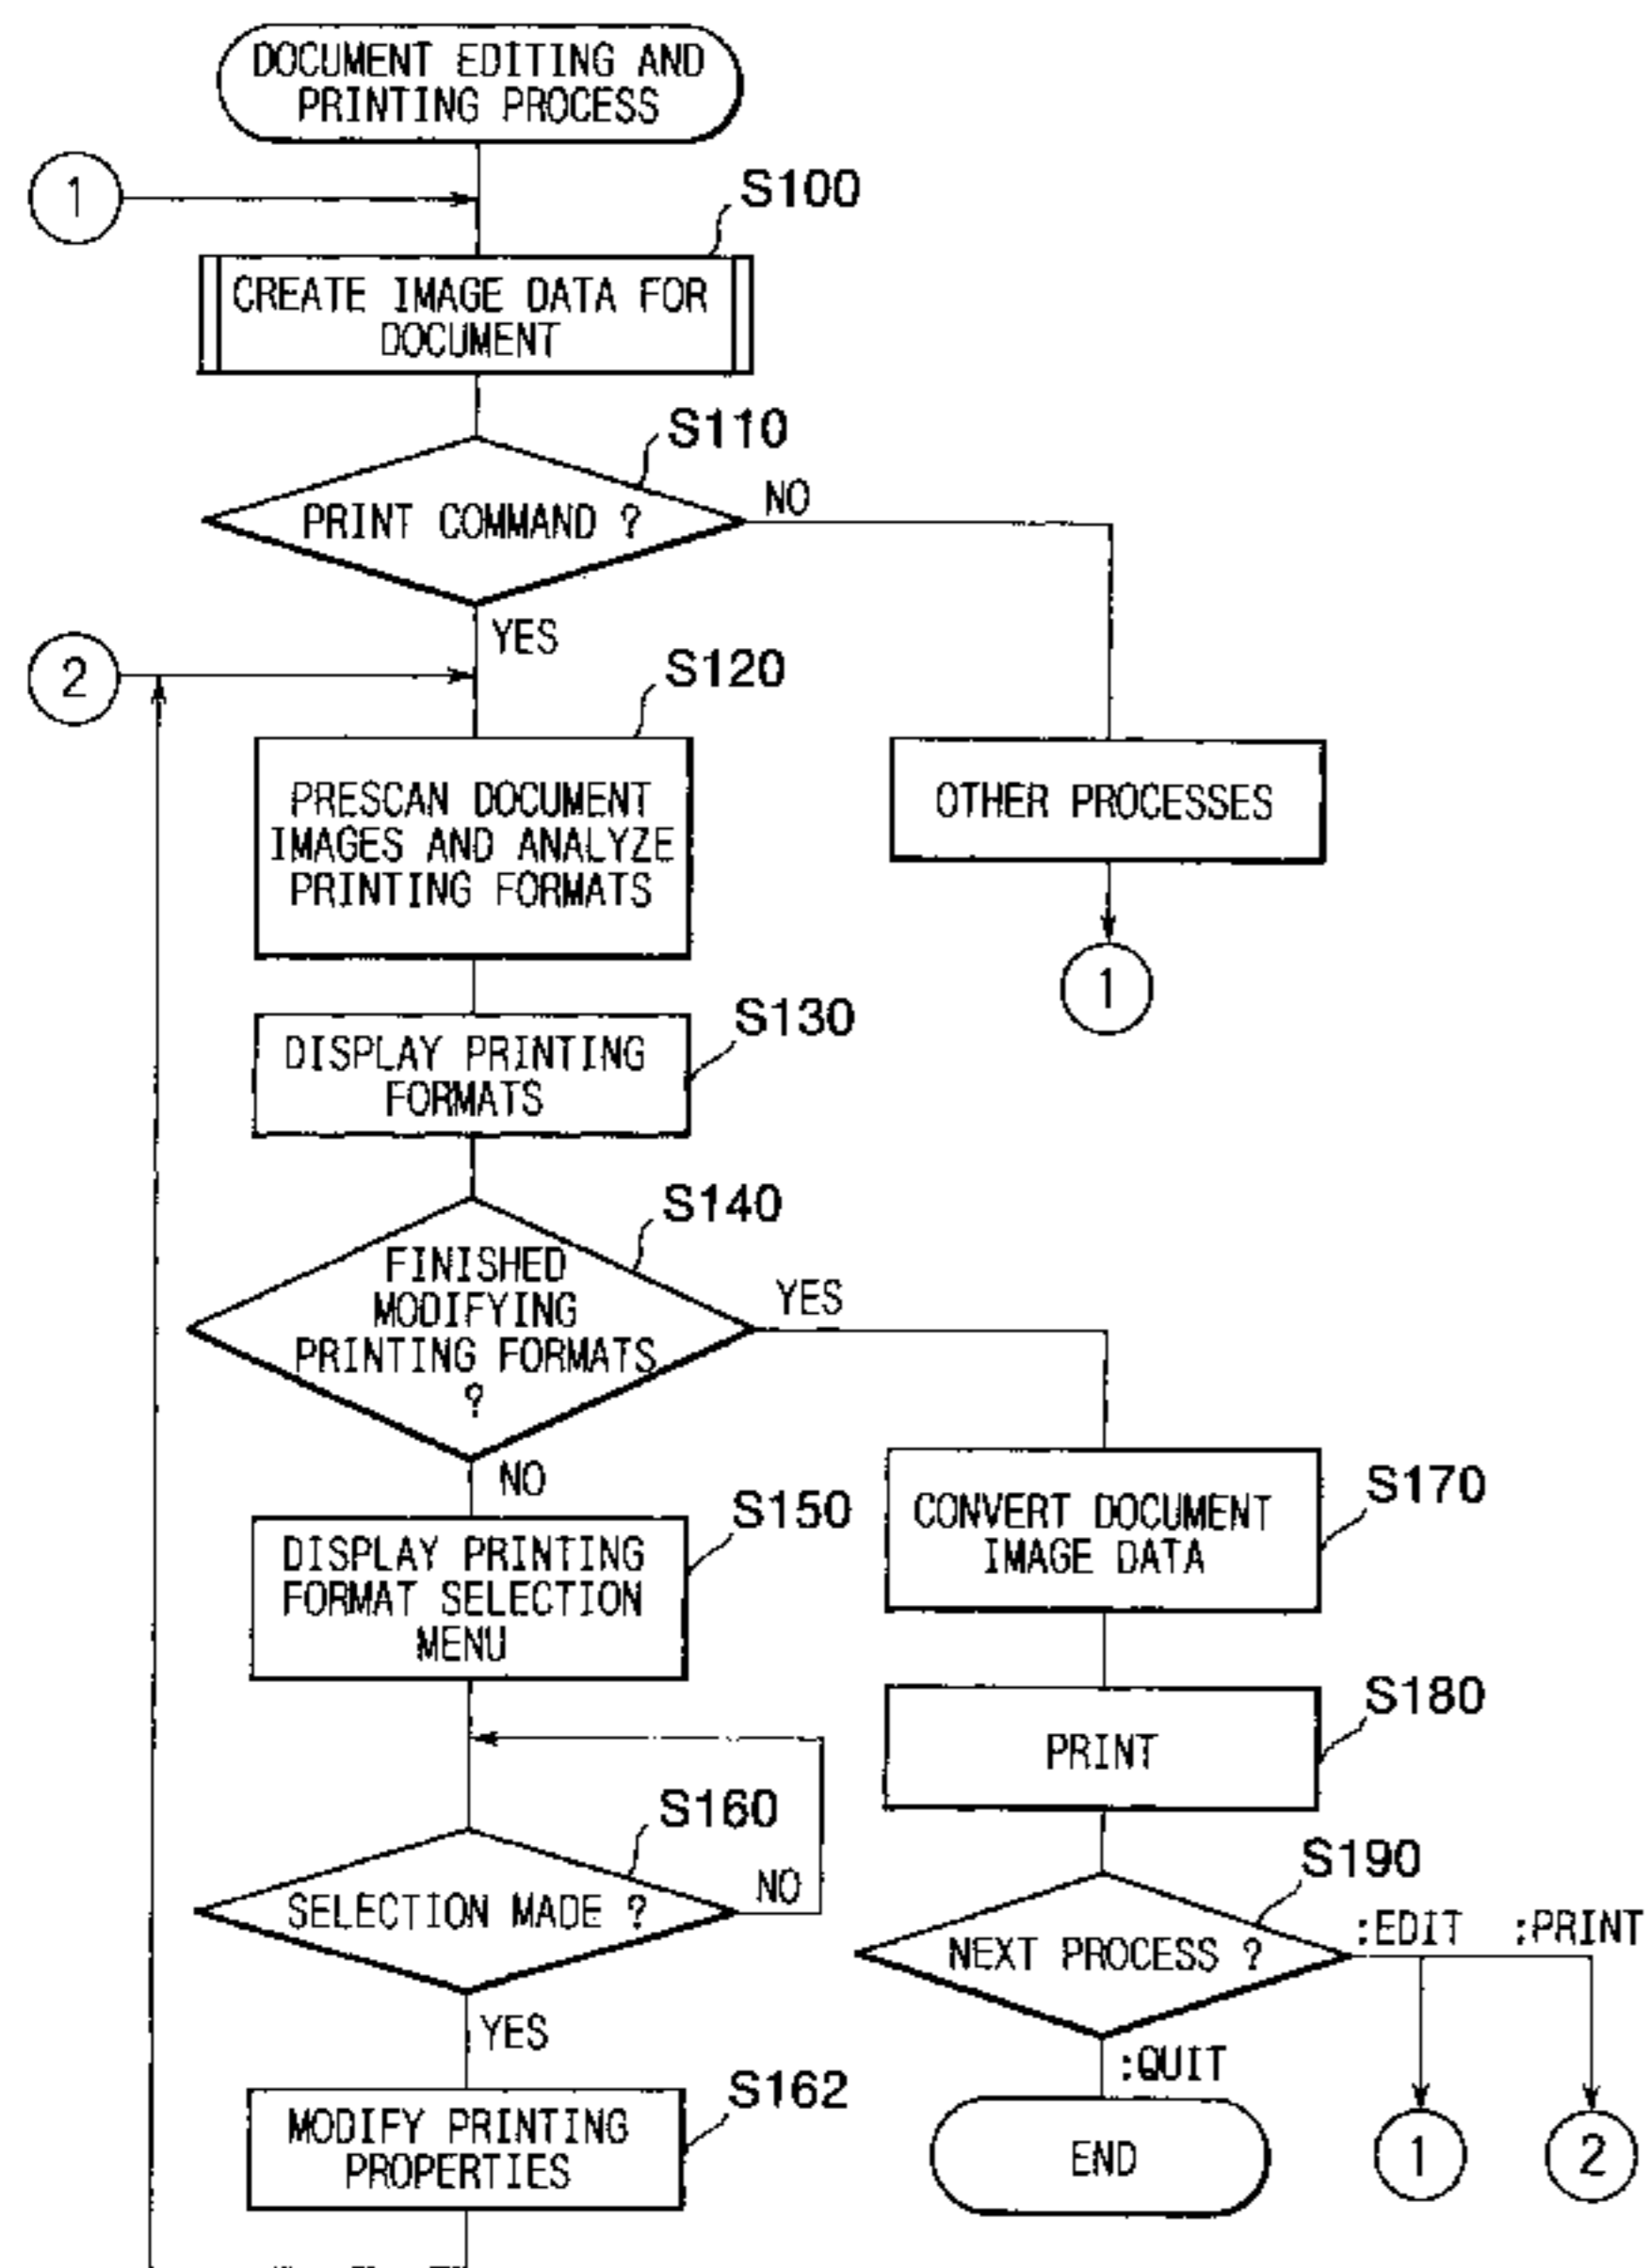 DOCUMENT EDITING AND
PRINTING PROCESS
1
S100
CREATE IMAGE DATA FOR
DOCUMENT
S110
PRINT COMMAND ?
NO
YES
2
S120
PRESCAN DOCUMENT
IMAGES AND ANALYZE
PRINTING FORMATS
OTHER PROCESSES
1
S130
DISPLAY PRINTING
FORMATS
S140
FINISHED
MODIFYING
PRINTING FORMATS
?
YES
NO
S150
DISPLAY PRINTING
FORMAT SELECTION
MENU
S160
SELECTION MADE ?
NO
YES
S162
MODIFY PRINTING
PROPERTIES
S170
CONVERT DOCUMENT
IMAGE DATA
S180
PRINT
S190
NEXT PROCESS ?
:EDIT :PRINT
:QUIT
END
1
2